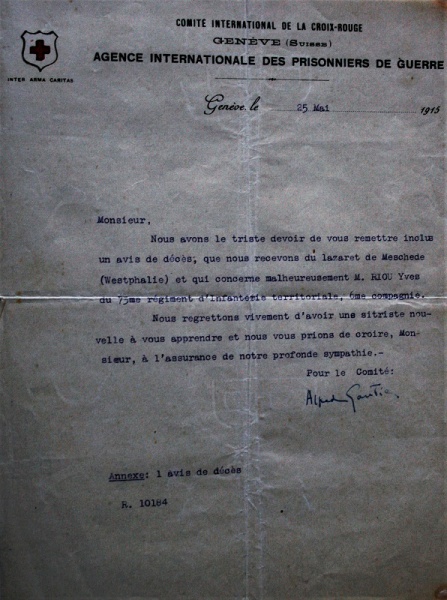 COMITÉ INTERNATIONAL DE LA CROIX-ROUGE
GENÈVE (SUISSE)
AGENCE INTERNATIONALE DES PRISONNIERS DE GUERRE
INTER ARMA CARITAS
Genève, le 25 Mai 1915
Monsieur,
Nous avons le triste devoir de vous remettre inclus
un avis de décès, que nous recevons du lazaret de Meschede
(Westphalie) et qui concerne malheureusement M. RIOU Yves
du 73me régiment d'infanterie territoriale, 6me compagnie.
Nous regrettons vivement d'avoir une sitriste nou-
velle à vous apprendre et nous vous prions de croire, Mon-
sieur, à l'assurance de notre profonde sympathie.-
Pour le Comité:
Alfred Gautier
Annexe: 1 avis de décès
R. 10184